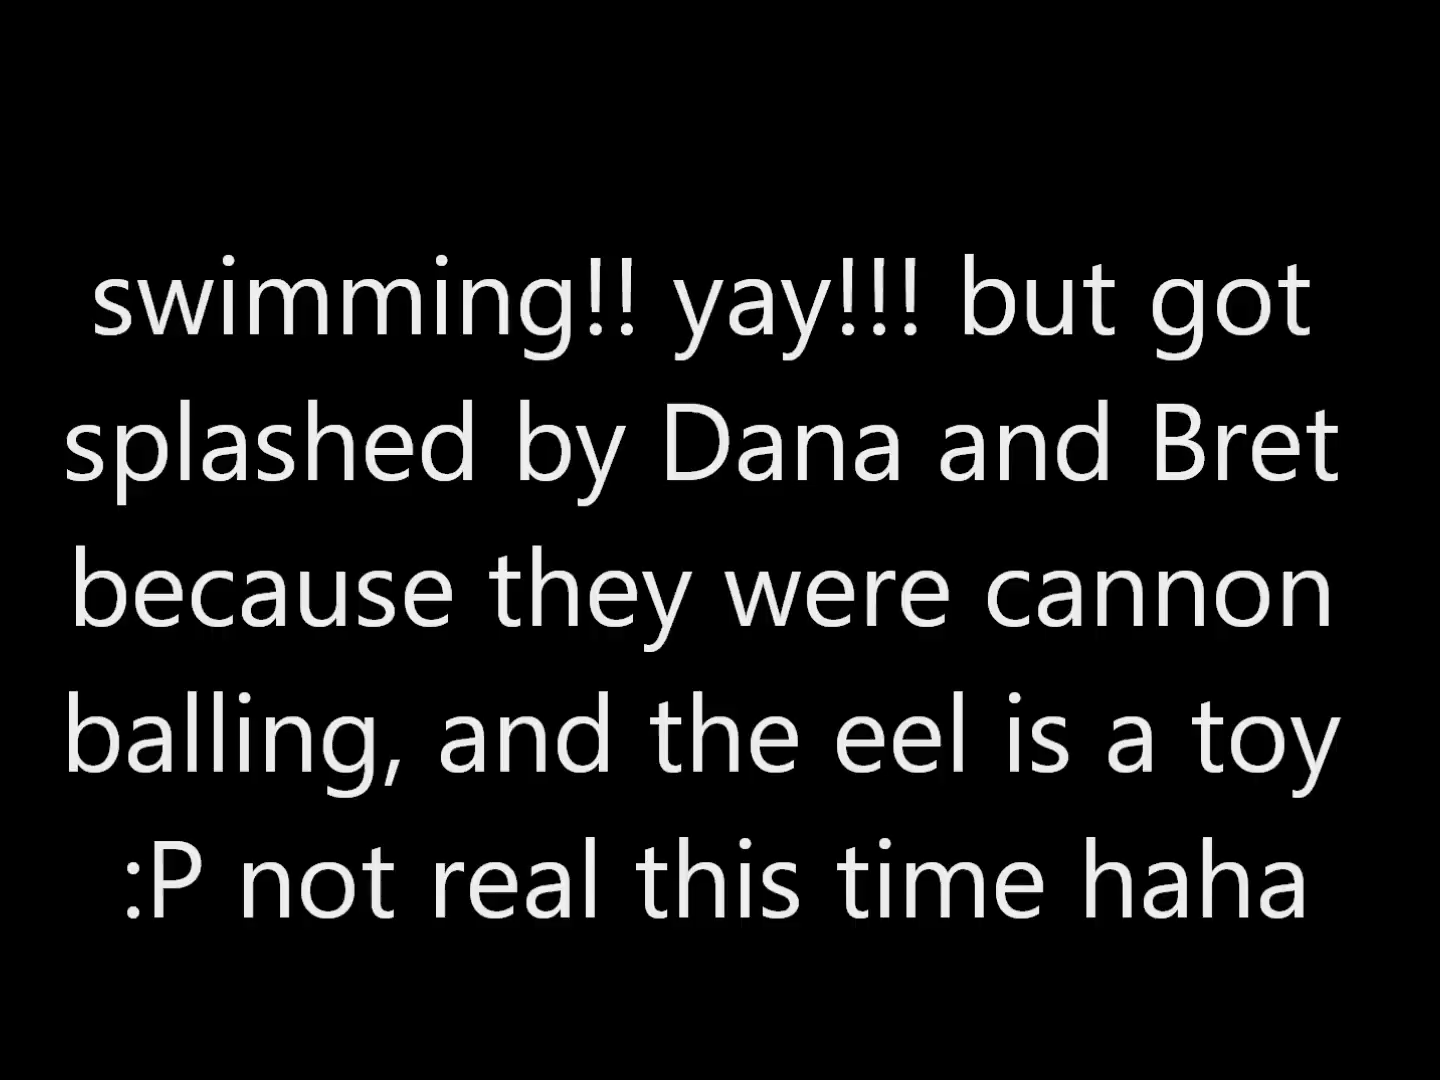 swimming!! yay!!! but got
splashed by Dana and Bret
because they were cannon
balling, and the eel is a toy
:P not real this time haha